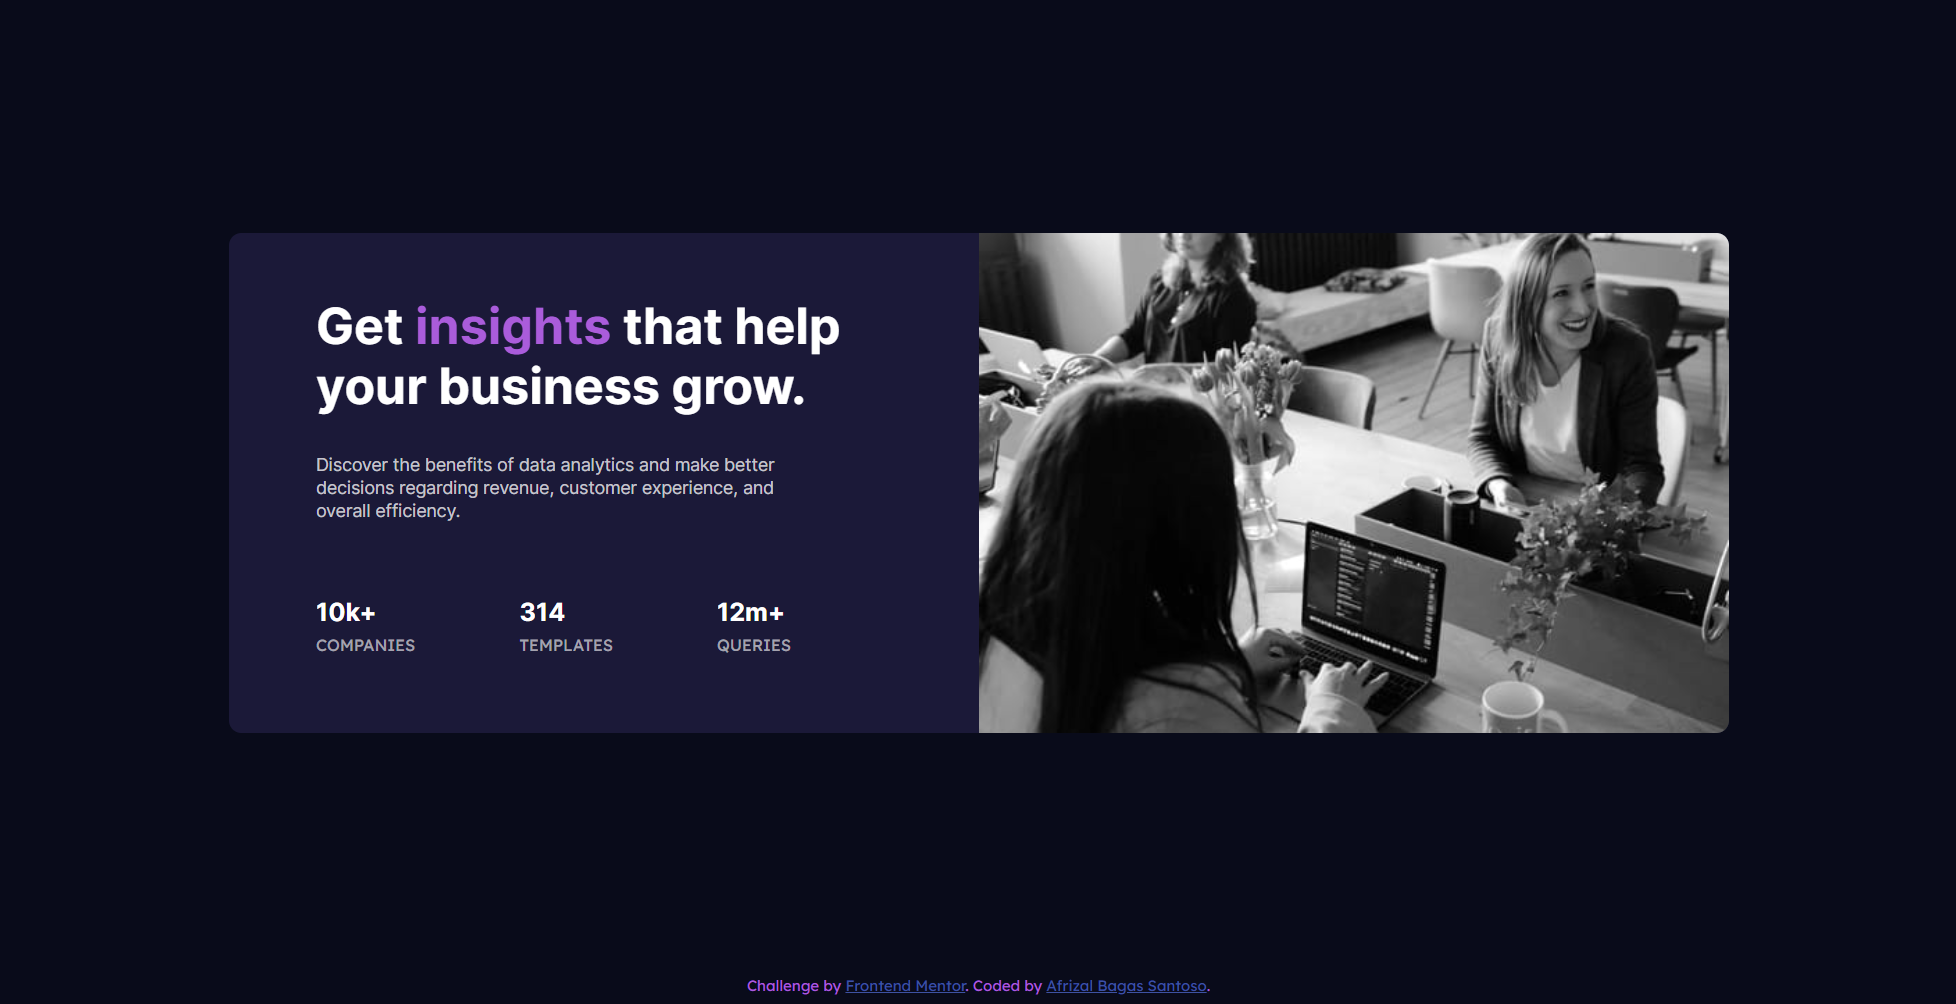 Get insights that help
your business grow.
Discover the benefits of data analytics and make better
decisions regarding revenue, customer experience, and
overall efficiency.
10k+
COMPANIES
314
TEMPLATES
12m+
QUERIES
Challenge by Frontend Mentor. Coded by Afrizal Bagas Santoso.